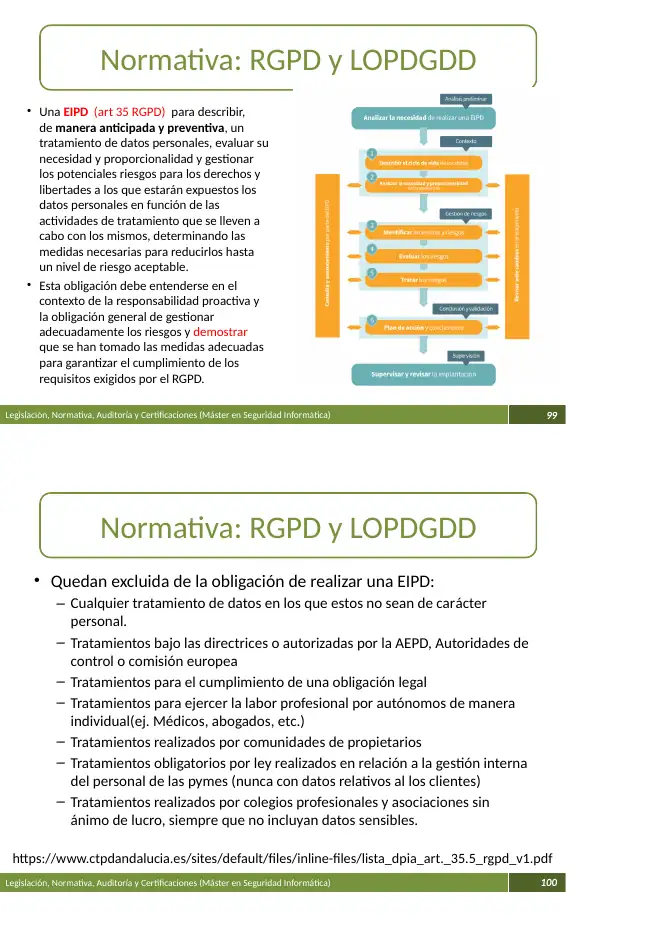 Normativa: RGPD y LOPDGDD
• Una EIPD (art 35 RGPD) para describir,
de manera anticipada y preventiva, un
tratamiento de datos personales, evaluar su
necesidad y proporcionalidad y gestionar
los potenciales riesgos para los derechos y
libertades a los que estarán expuestos los
datos personales en función de las
actividades de tratamiento que se lleven a
cabo con los mismos, determinando las
medidas necesarias para reducirlos hasta
un nivel de riesgo aceptable.
• Esta obligación debe entenderse en el
contexto de la responsabilidad proactiva y
la obligación general de gestionar
adecuadamente los riesgos y demostrar
que se han tomado las medidas adecuadas
para garantizar el cumplimiento de los
requisitos exigidos por el RGPD.
Análisis preliminar
Analizar la necesidad de realizar una EIPD
Contexto
1
Describir el ciclo de vida de los datos
2
Analizar la necesidad y proporcionalidad
Gestión de riesgos
3
Identificar amenazas y riesgos
4
Evaluar los riesgos
5
Tratar los riesgos
Conclusión y validación
6
Plan de acción y conclusiones
Supervisión
Supervisar y revisar la implantación
Legislación, Normativa, Auditoría y Certificaciones (Máster en Seguridad Informática)
99
Normativa: RGPD y LOPDGDD
• Quedan excluida de la obligación de realizar una EIPD:
– Cualquier tratamiento de datos en los que estos no sean de carácter
personal.
– Tratamientos bajo las directrices o autorizadas por la AEPD, Autoridades de
control o comisión europea
– Tratamientos para el cumplimiento de una obligación legal
– Tratamientos para ejercer la labor profesional por autónomos de manera
individual(ej. Médicos, abogados, etc.)
– Tratamientos realizados por comunidades de propietarios
– Tratamientos obligatorios por ley realizados en relación a la gestión interna
del personal de las pymes (nunca con datos relativos al los clientes)
– Tratamientos realizados por colegios profesionales y asociaciones sin
ánimo de lucro, siempre que no incluyan datos sensibles.
https://www.ctpdandalucia.es/sites/default/files/inline-files/lista_dpia_art._35.5_rgpd_v1.pdf
Legislación, Normativa, Auditoría y Certificaciones (Máster en Seguridad Informática)
100